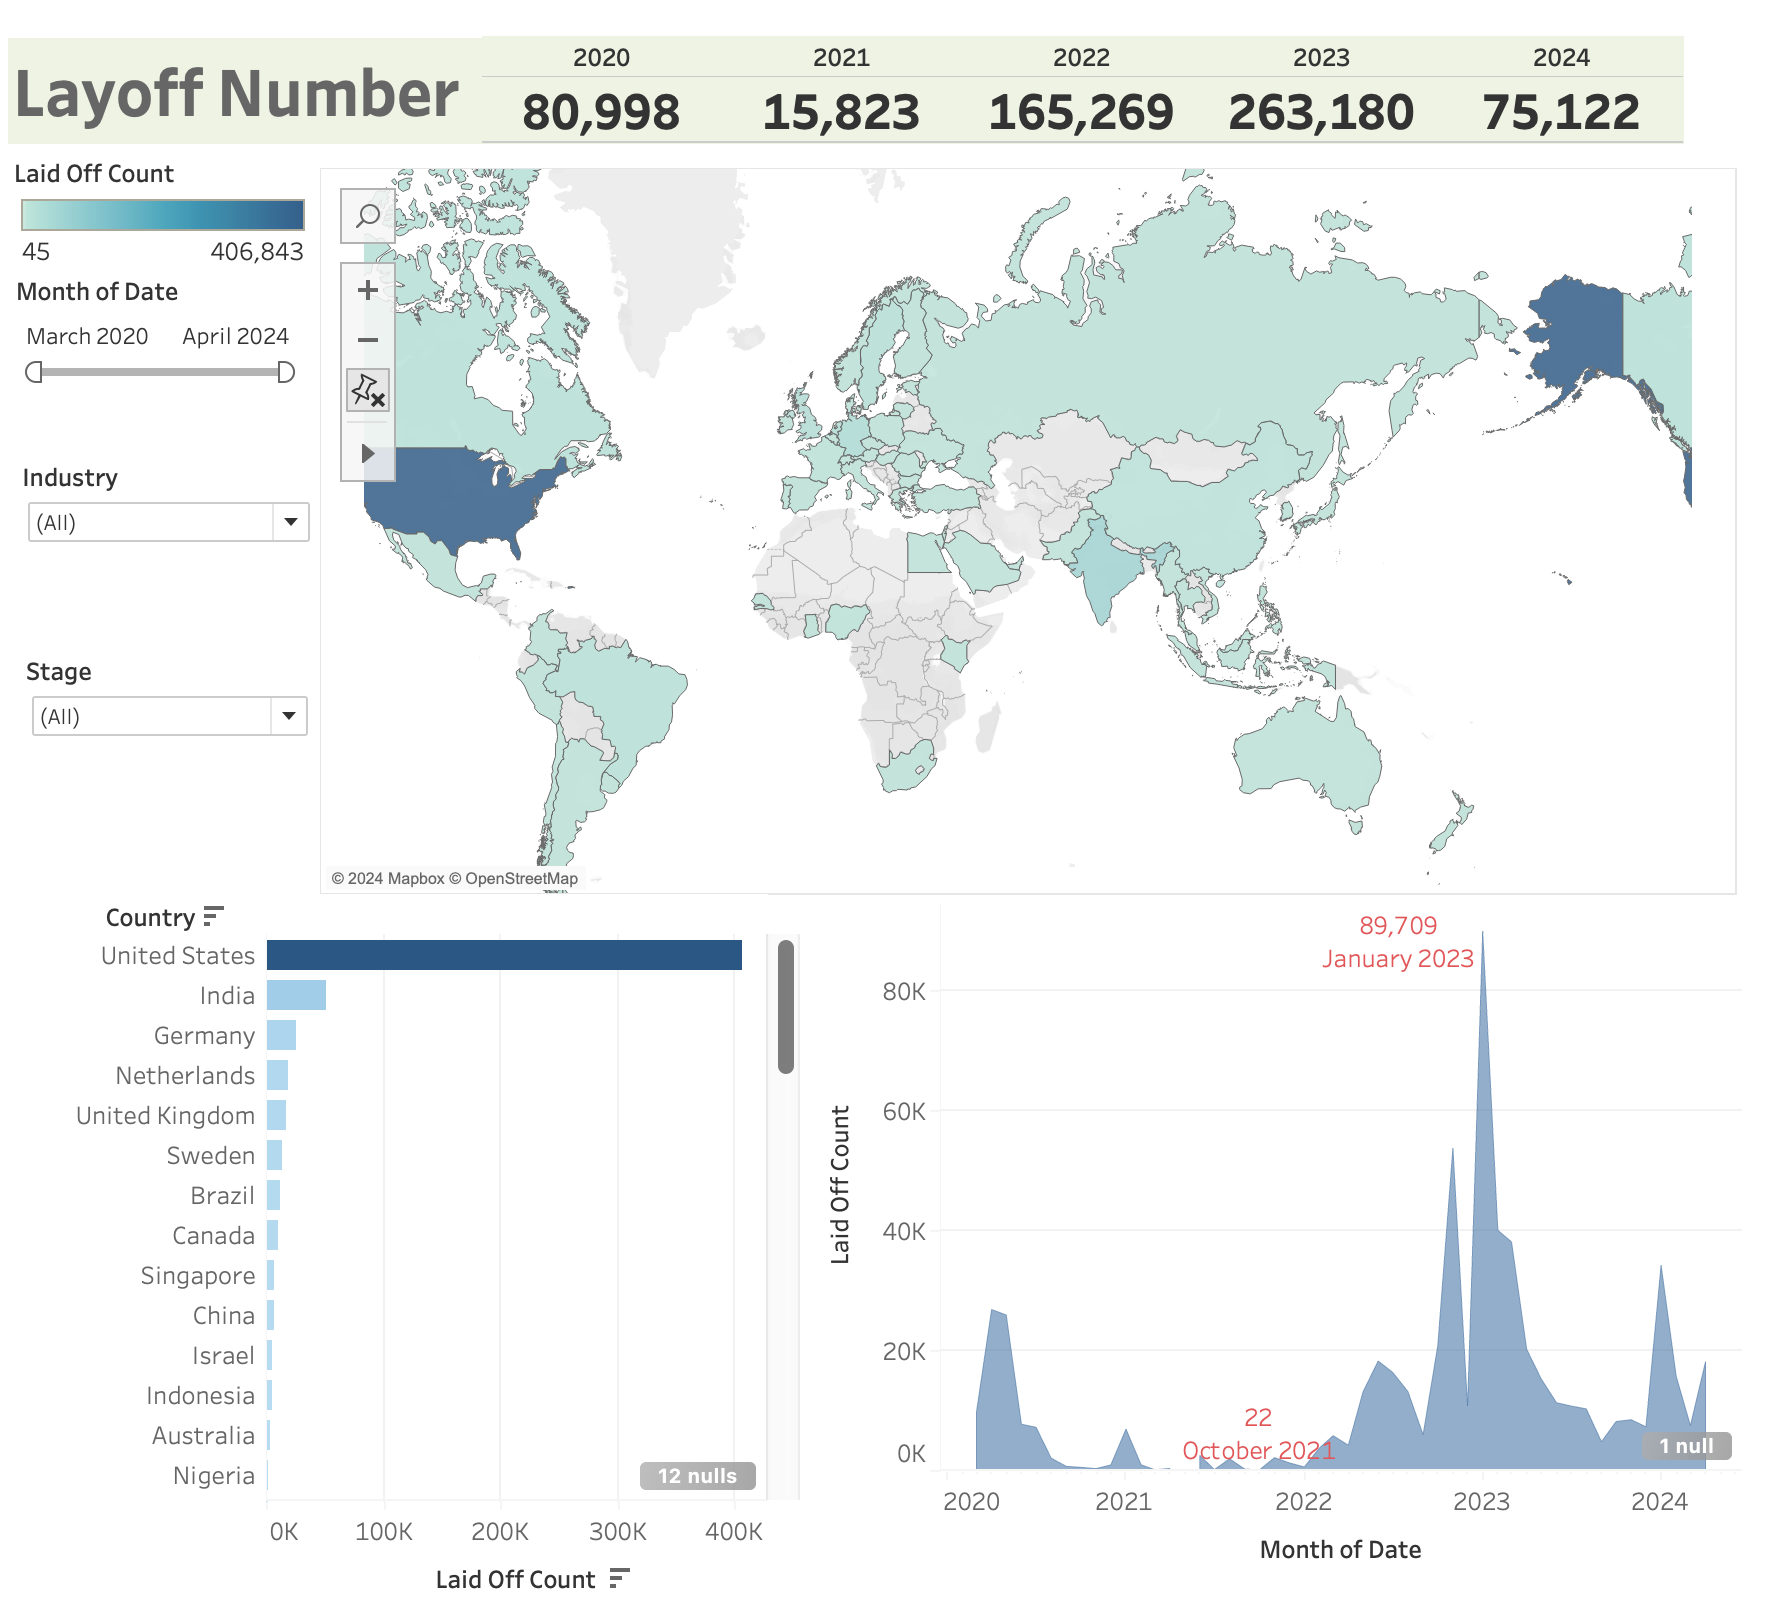 Layoff Number
2020 2021 2022 2023 2024
80,998 15,823 165,269 263,180 75,122
Laid Off Count
45 406,843
Month of Date
March 2020 April 2024
Industry
(All)
Stage
(All)
© 2024 Mapbox © OpenStreetMap
Country
United States
India
Germany
Netherlands
United Kingdom
Sweden
Brazil
Canada
Singapore
China
Israel
Indonesia
Australia
Nigeria
12 nulls
0K 100K 200K 300K 400K
Laid Off Count
89,709
January 2023
80K
60K
40K
20K
0K
Laid Off Count
22
October 2021
1 null
2020 2021 2022 2023 2024
Month of Date